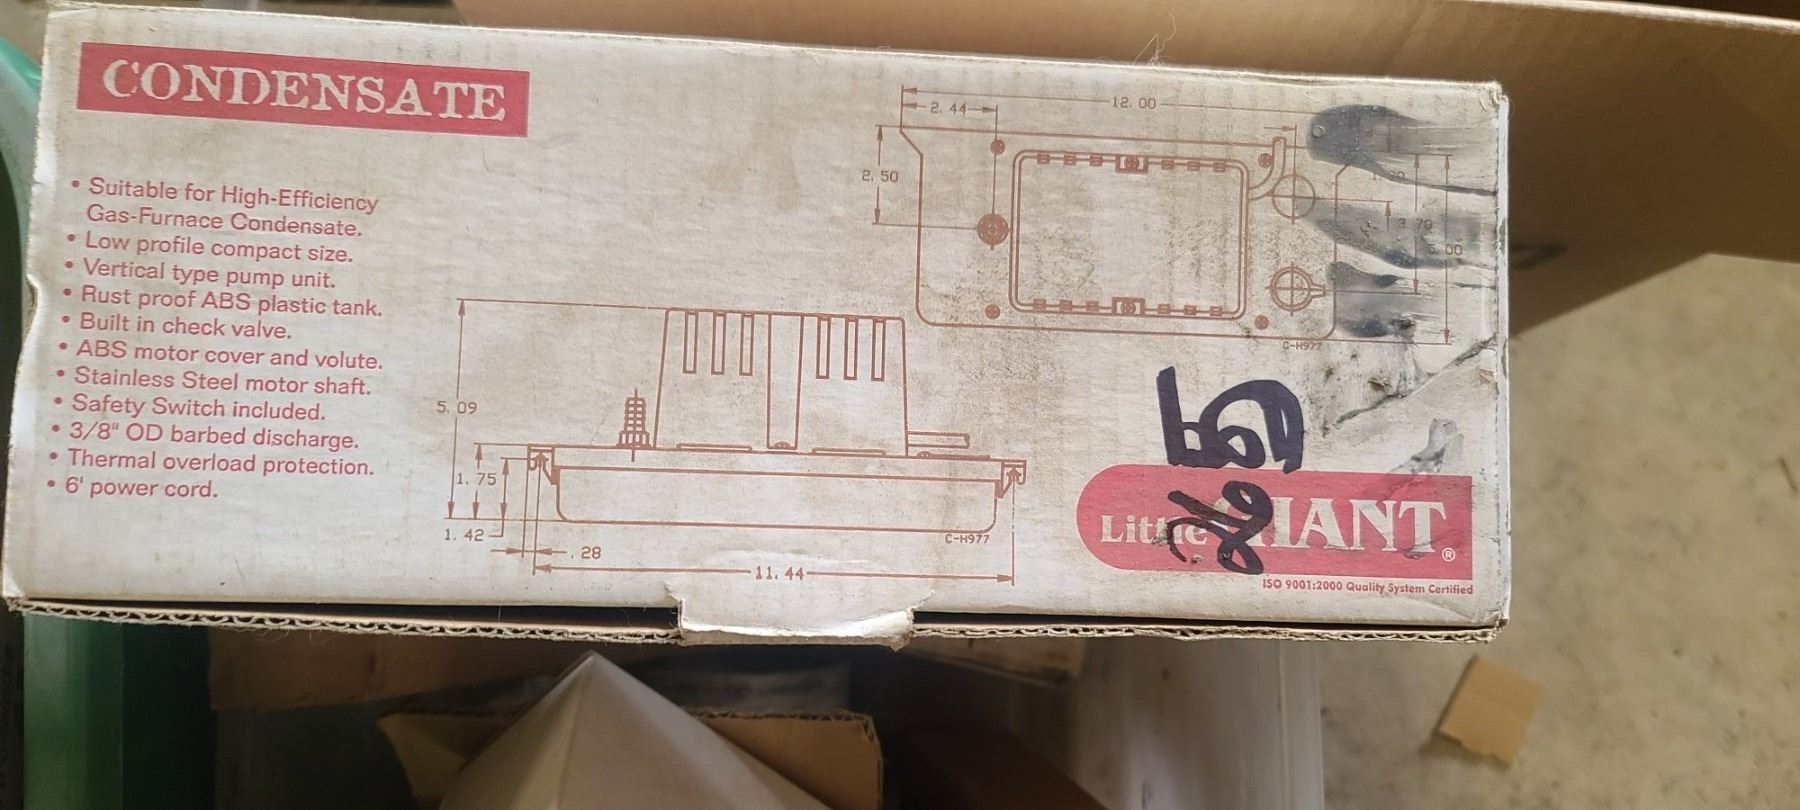 CONDENSATE
• Suitable for High-Efficiency
Gas-Furnace Condensate.
• Low profile compact size.
• Vertical type pump unit.
• Rust proof ABS plastic tank.
• Built in check valve.
• ABS motor cover and volute.
• Stainless Steel motor shaft.
• Safety Switch included.
• 3/8" OD barbed discharge.
• Thermal overload protection.
• 6' power cord.
12.00
2.44
2.50
3.70
5.00
C-H977
5.09
1.75
1.42
.28
11.44
C-H977
Little GIANT®
ISO 9001:2000 Quality System Certified